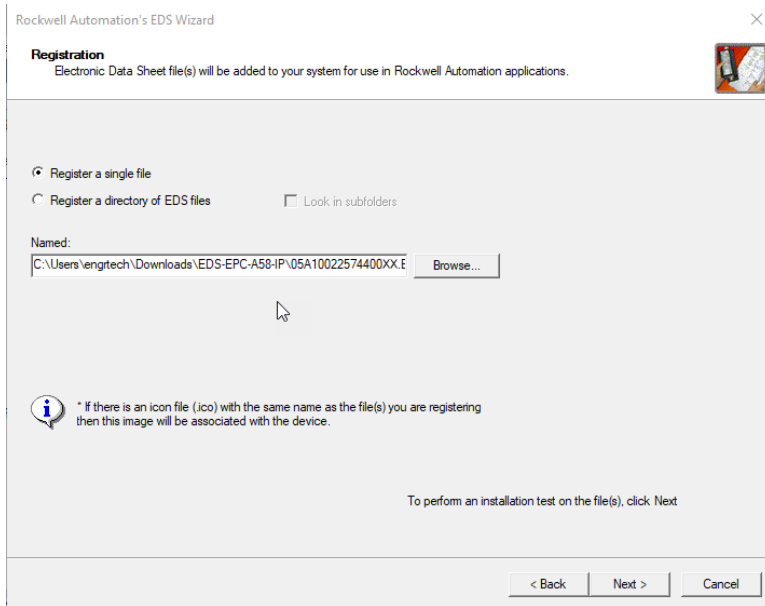 Rockwell Automation's EDS Wizard
Registration
Electronic Data Sheet file(s) will be added to your system for use in Rockwell Automation applications.
Register a single file
Register a directory of EDS files
Look in subfolders
Named:
C:\Users\engrtech\Downloads\EDS-EPC-A58-IP\05A10022574400XX.E
Browse...
* If there is an icon file (.ico) with the same name as the file(s) you are registering
then this image will be associated with the device.
To perform an installation test on the file(s), click Next
< Back
Next >
Cancel